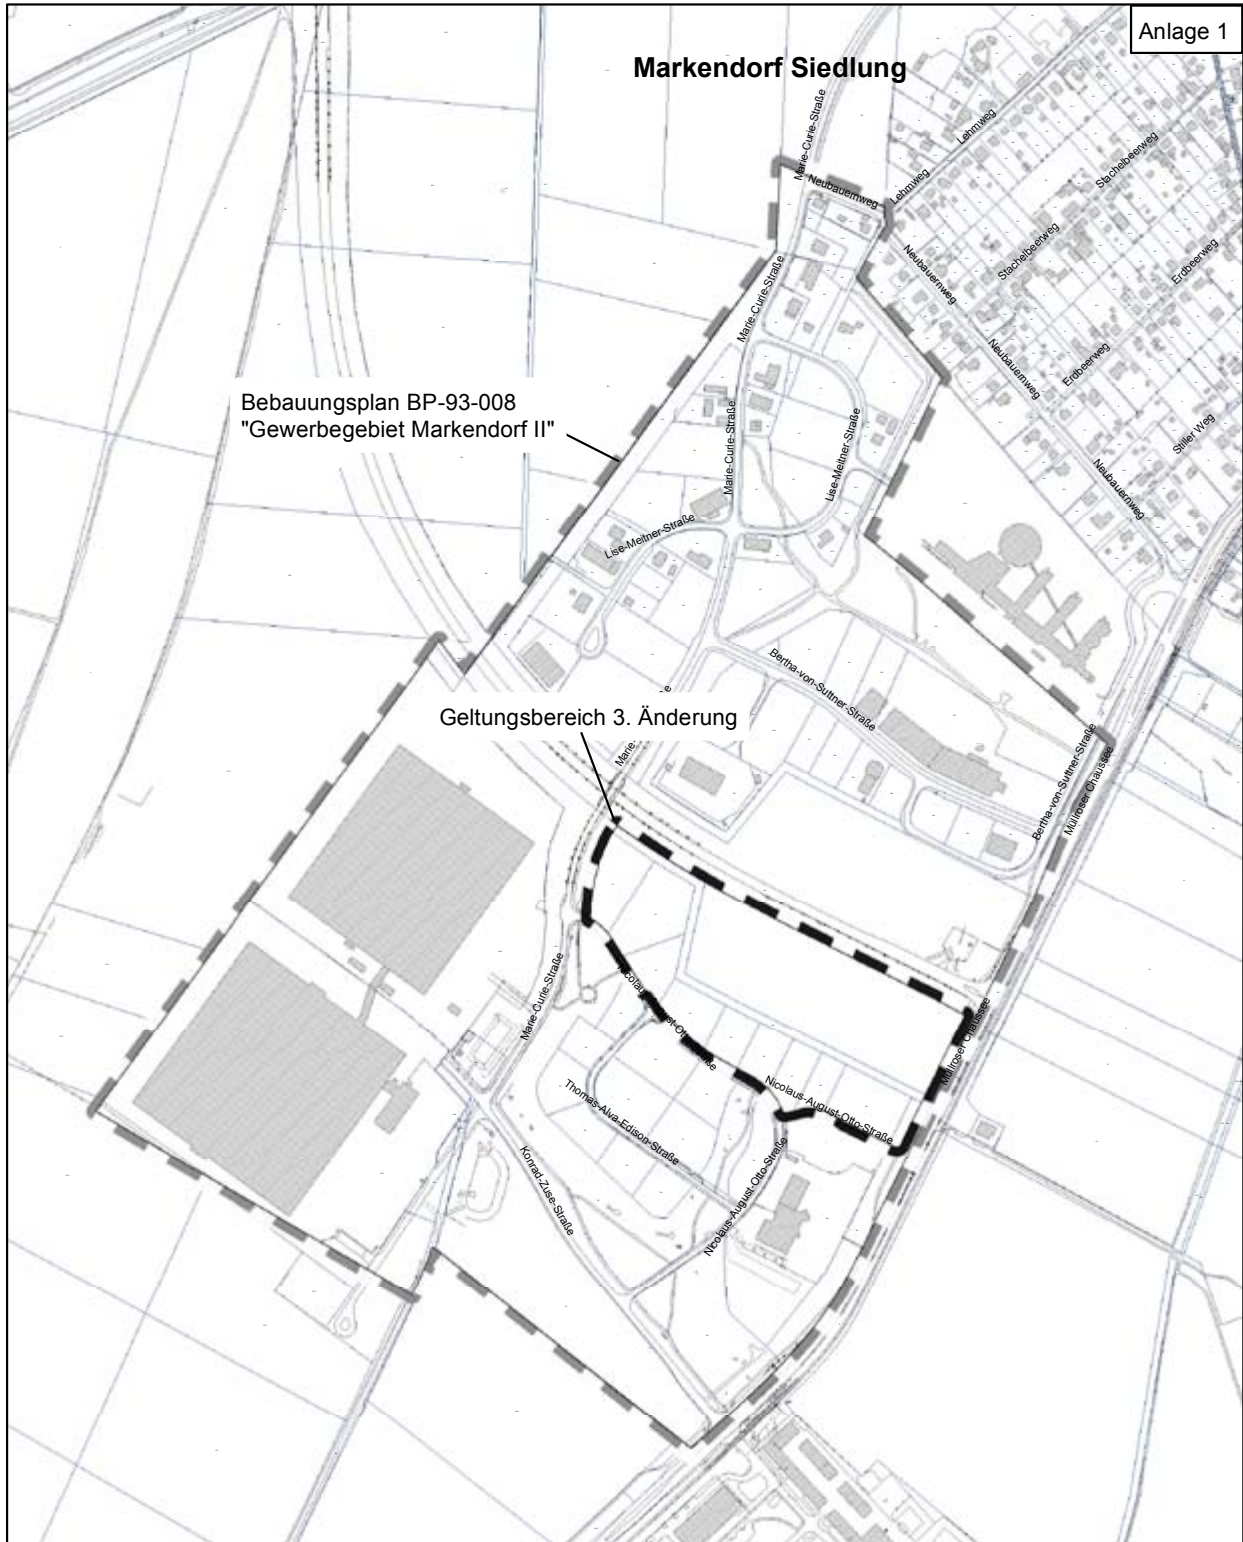 Anlage 1
Markendorf Siedlung
Marie-Curie-Straße
Lehmweg
Stachelbeerweg
Neubauernweg
Lehmweg
Stachelbeerweg
Erdbeerweg
Neubauernweg
Marie-Curie-Straße
Neubauernweg
Erdbeerweg
Bebauungsplan BP-93-008
"Gewerbegebiet Markendorf II"
Marie-Curie-Straße
Lise-Meitner-Straße
Stiller Weg
Neubauernweg
Lise-Meitner-Straße
Bertha-von-Suttner-Straße
Geltungsbereich 3. Änderung
Marie-
Bertha-von-Suttner-Straße
Müllroser Chaussee
Marie-Curie-Straße
Müllroser Chaussee
Nicolaus-August-Otto-Straße
Thomas-Alva-Edison-Straße
Konrad-Zuse-Straße
Nicolaus-August-Otto-Straße